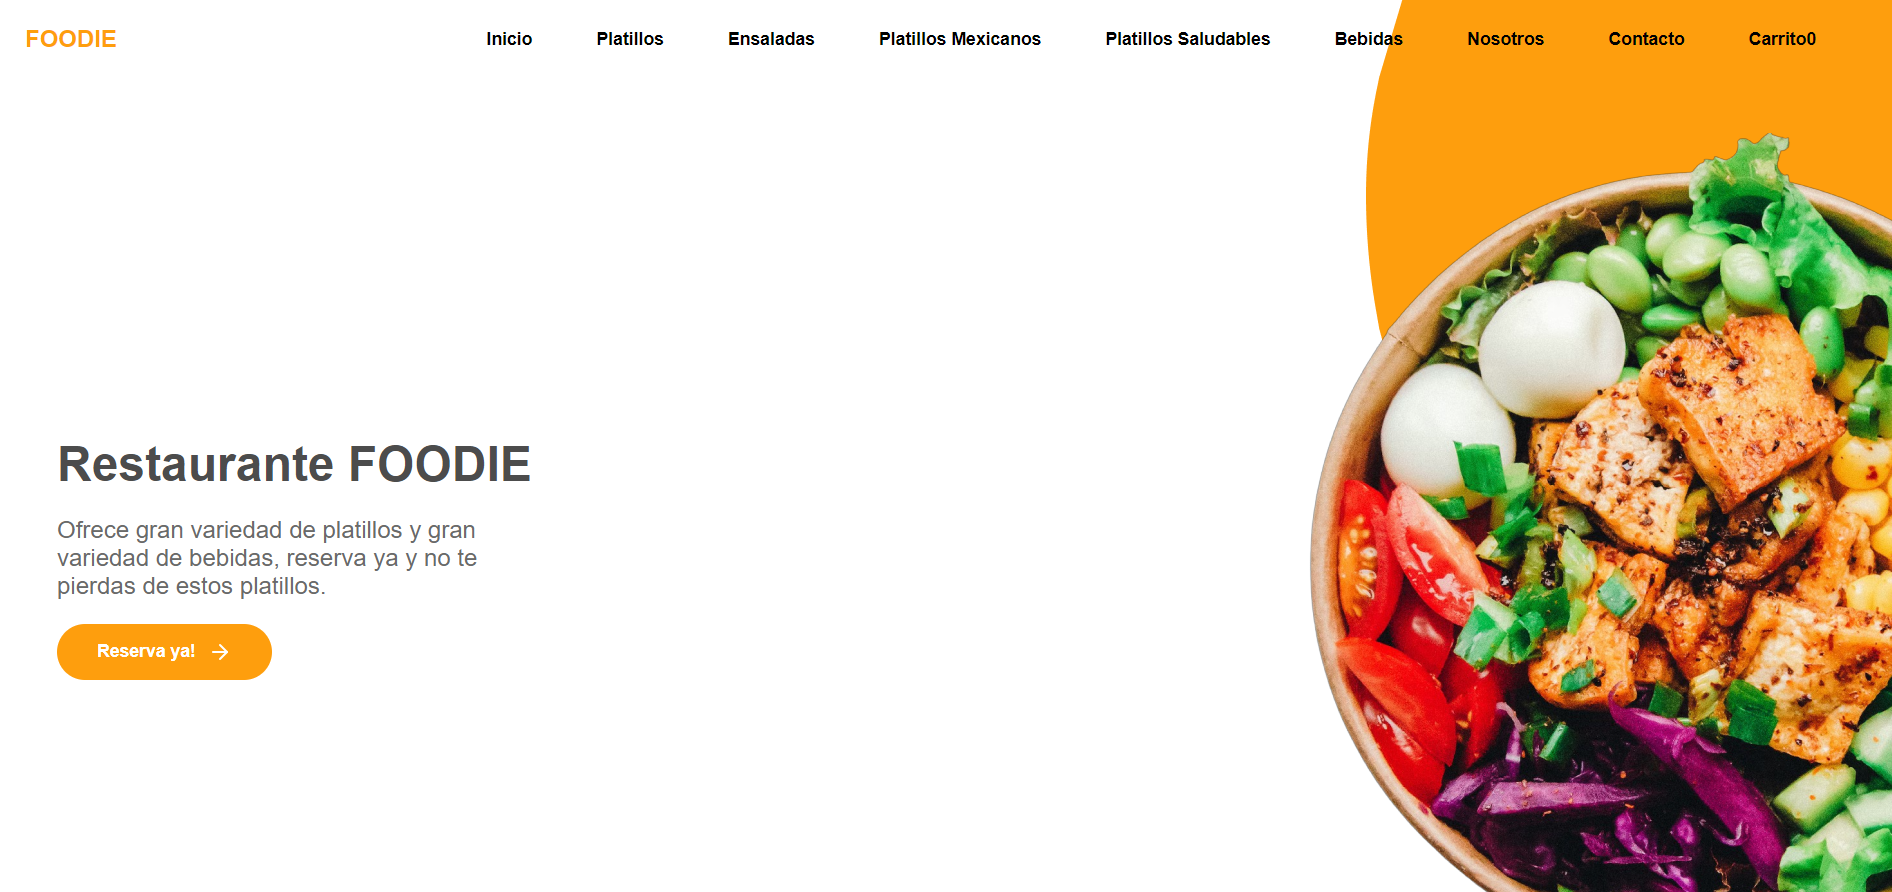 FOODIE
Inicio Platillos Ensaladas Platillos Mexicanos Platillos Saludables Bebidas Nosotros Contacto Carrito0
Restaurante FOODIE
Ofrece gran variedad de platillos y gran
variedad de bebidas, reserva ya y no te
pierdas de estos platillos.
Reserva ya!